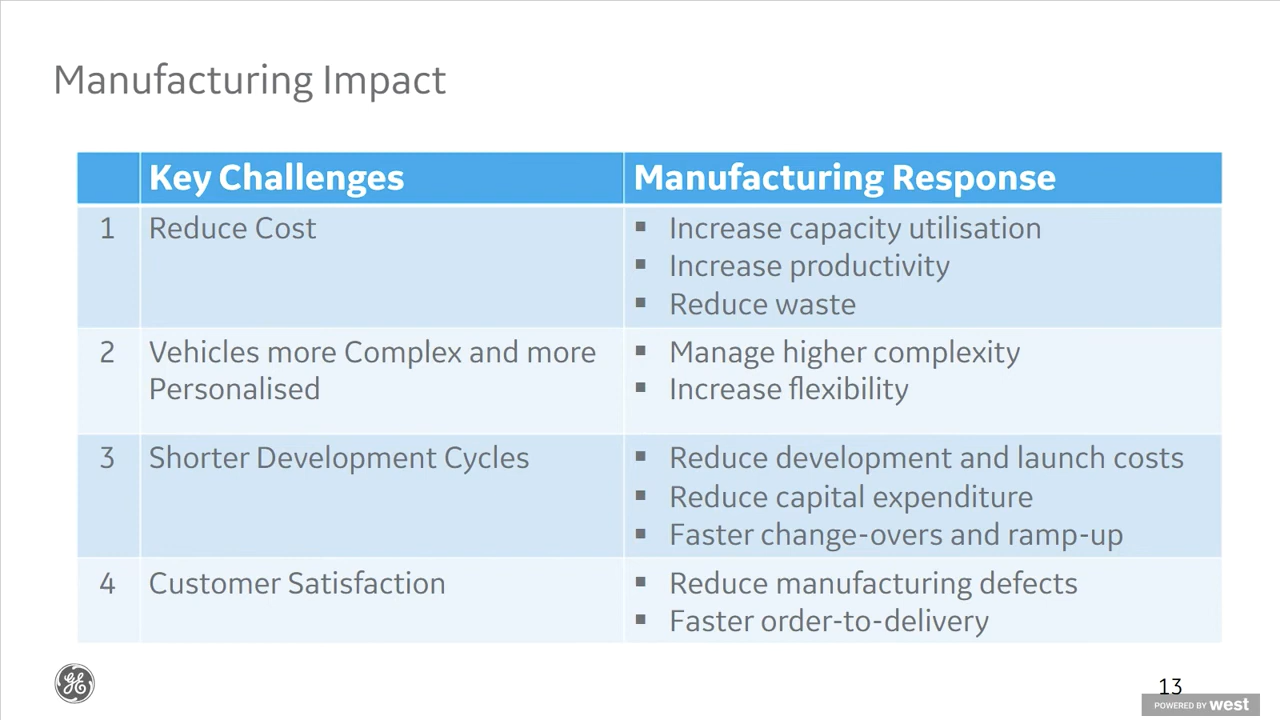 Manufacturing Impact
Key Challenges
Manufacturing Response
1
Reduce Cost
▪ Increase capacity utilisation
▪ Increase productivity
▪ Reduce waste
2
Vehicles more Complex and more
Personalised
▪ Manage higher complexity
▪ Increase flexibility
3
Shorter Development Cycles
▪ Reduce development and launch costs
▪ Reduce capital expenditure
▪ Faster change-overs and ramp-up
4
Customer Satisfaction
▪ Reduce manufacturing defects
▪ Faster order-to-delivery
GE
13
POWERED BY west